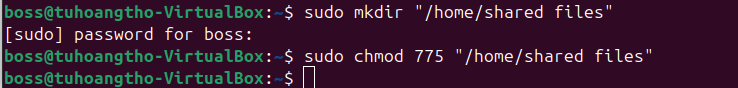 boss@tuhoangtho-VirtualBox:~$ sudo mkdir "/home/shared files"
[sudo] password for boss:
boss@tuhoangtho-VirtualBox:~$ sudo chmod 775 "/home/shared files"
boss@tuhoangtho-VirtualBox:~$